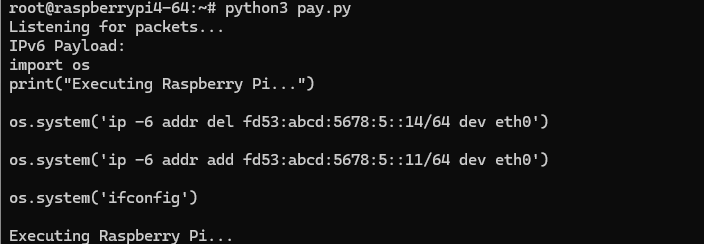 root@raspberrypi4-64:~# python3 pay.py
Listening for packets...
IPv6 Payload:
import os
print("Executing Raspberry Pi...")
os.system('ip -6 addr del fd53:abcd:5678:5::14/64 dev eth0')
os.system('ip -6 addr add fd53:abcd:5678:5::11/64 dev eth0')
os.system('ifconfig')
Executing Raspberry Pi...